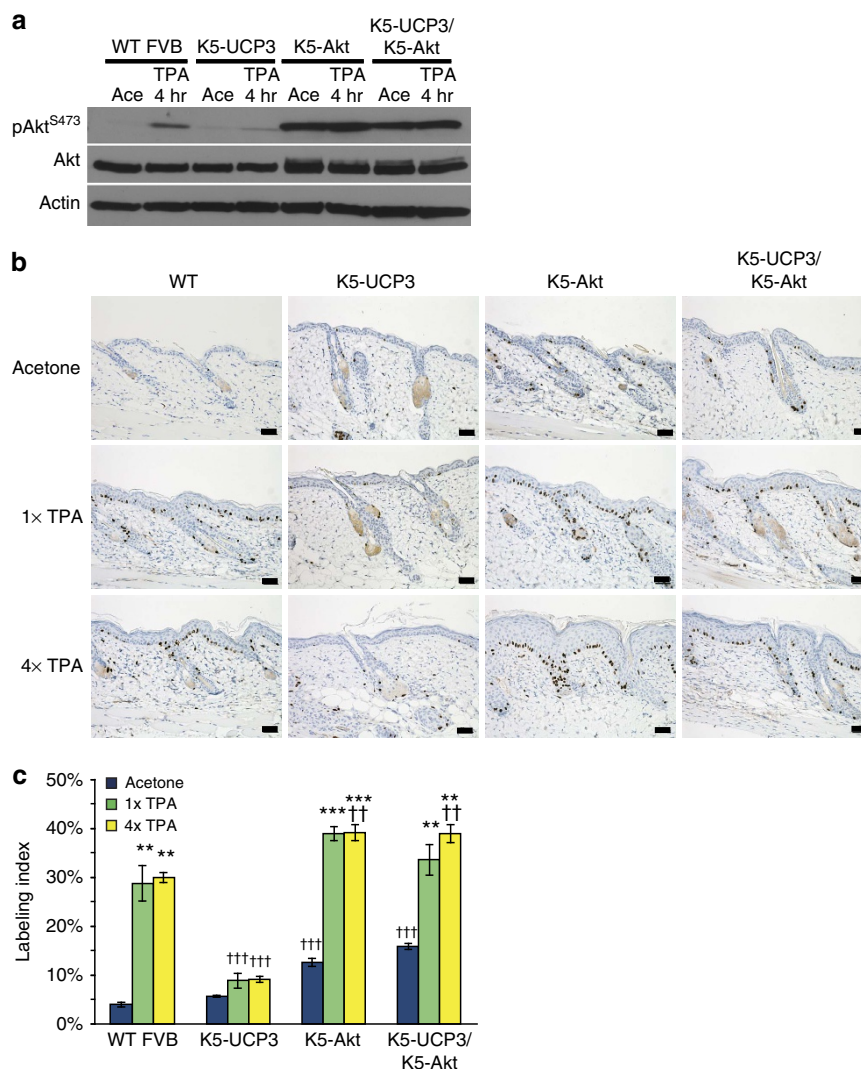 a
WT FVB K5-UCP3 K5-Akt K5-UCP3/
K5-Akt
Ace TPA 4 hr Ace TPA 4 hr Ace TPA 4 hr Ace TPA 4 hr
pAktS473
Akt
Actin
b
WT K5-UCP3 K5-Akt K5-UCP3/
K5-Akt
Acetone
1× TPA
4× TPA
c
50%
40%
30%
20%
10%
0%
Labeling index
Acetone
1x TPA
4x TPA
** **
††† †††
††† *** ***
††
††† ** **
††
WT FVB K5-UCP3 K5-Akt K5-UCP3/
K5-Akt